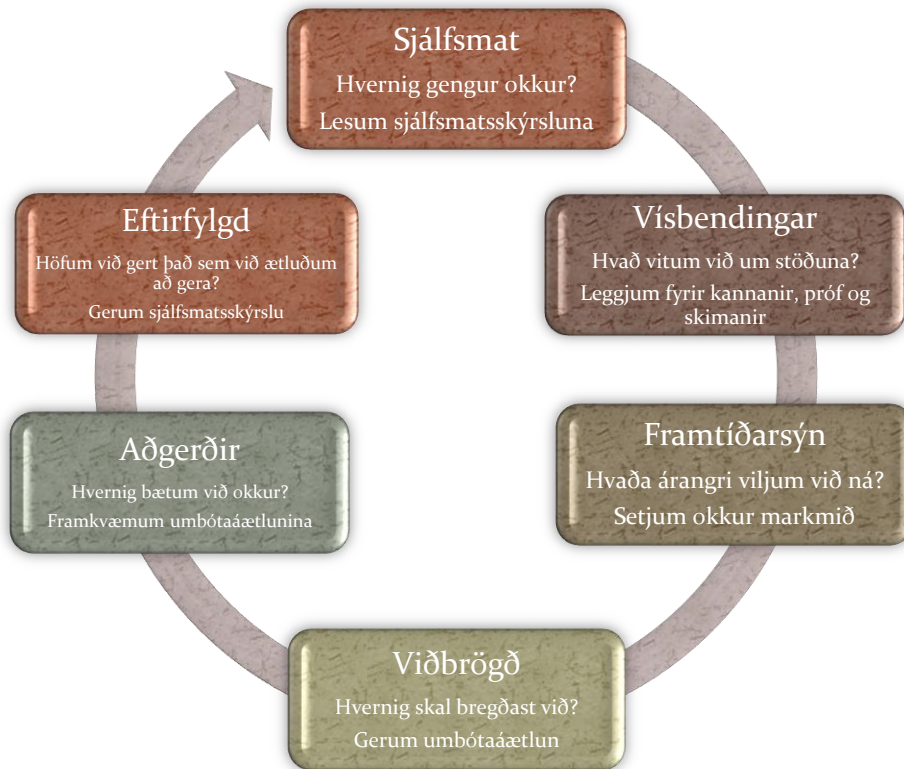 Sjálfsmat
Hvernig gengur okkur?
Lesum sjálfsmatsskýrsluna
Vísbendingar
Hvað vitum við um stöðuna?
Leggjum fyrir kannanir, próf og
skimanir
Framtíðarsýn
Hvaða árangri viljum við ná?
Setjum okkur markmið
Viðbrögð
Hvernig skal bregðast við?
Gerum umbótaáætlun
Aðgerðir
Hvernig bætum við okkur?
Framkvæmum umbótaáætlunina
Eftirfylgd
Höfum við gert það sem við ætluðum
að gera?
Gerum sjálfsmatsskýrslu